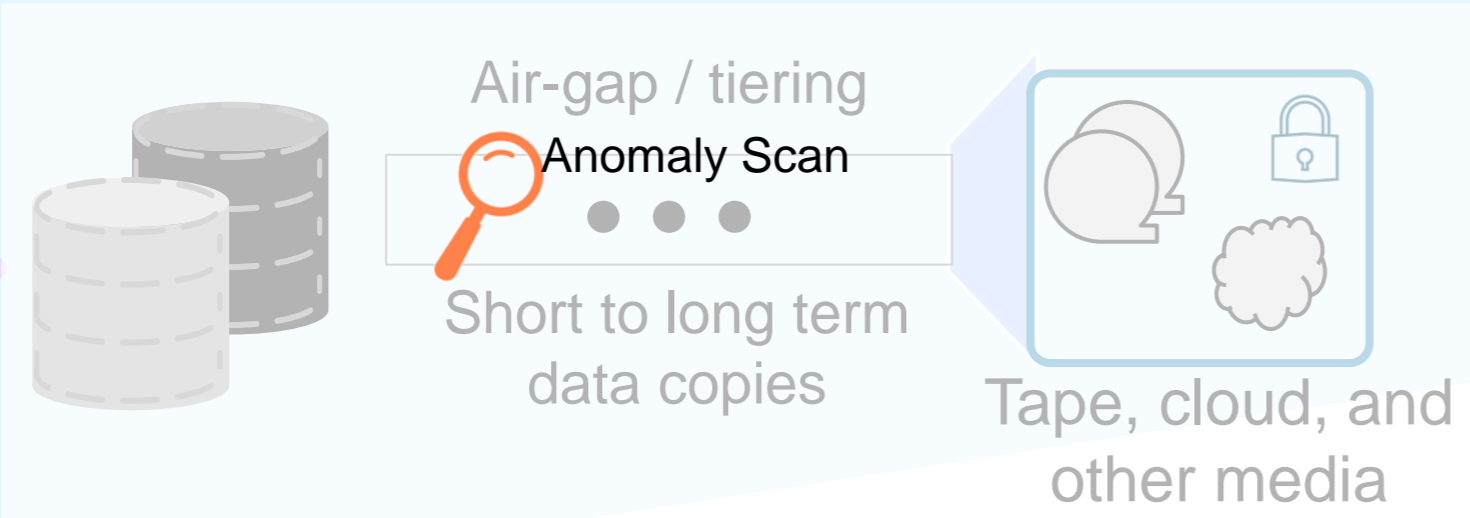 Air-gap / tiering
Anomaly Scan
Short to long term
data copies
Tape, cloud, and
other media